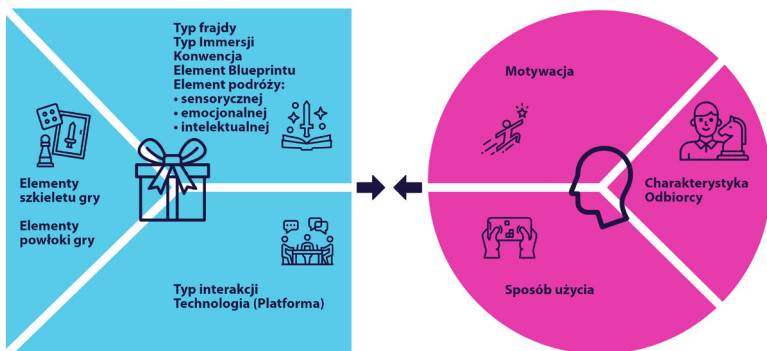 Typ frajdy
Typ Immersji
Konwencja
Element Blueprintu
Element podróży:
• sensorycznej
• emocjonalnej
• intelektualnej
Elementy
szkieletu gry
Elementy
powłoki gry
Typ interakcji
Technologia (Platforma)
Motywacja
Charakterystyka
Odbiorcy
Sposób użycia